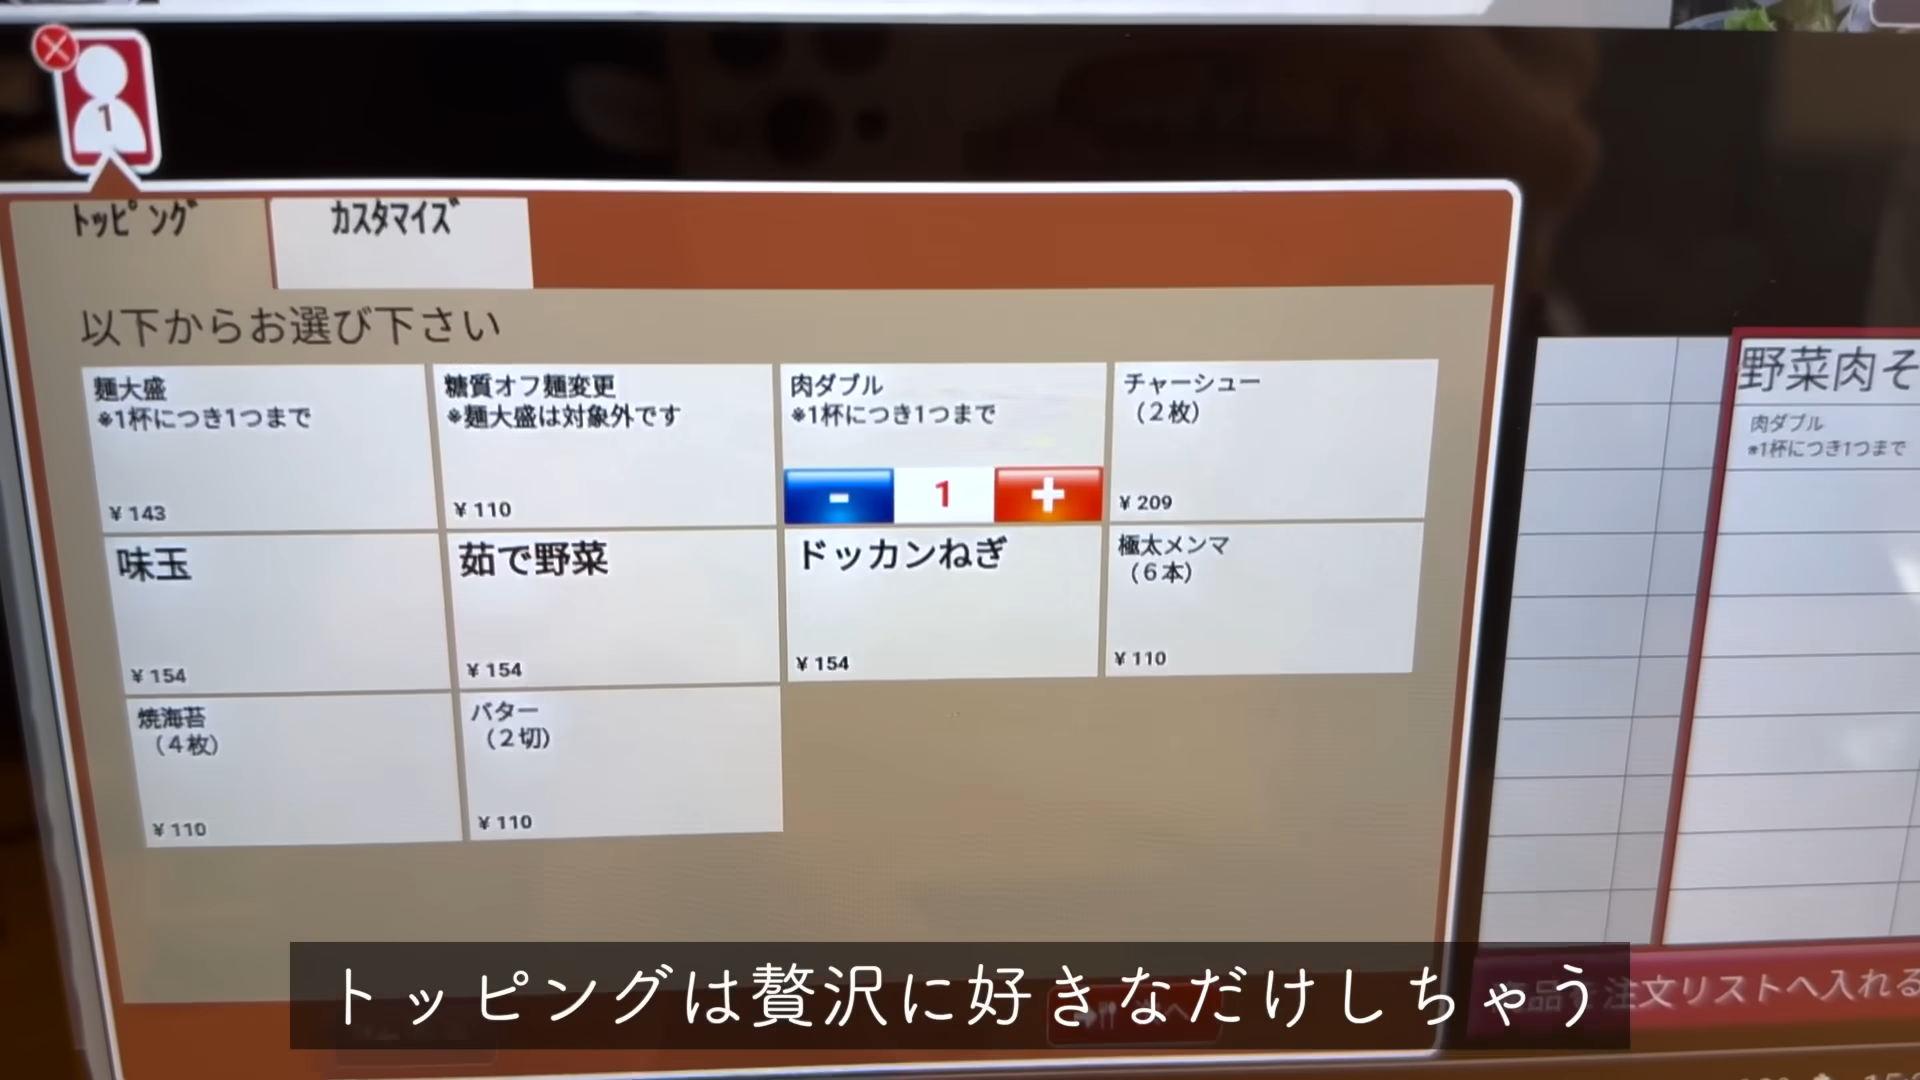 1
トッピング
カスタマイズ
以下からお選び下さい
麺大盛
※1杯につき1つまで
¥143
糖質オフ麺変更
※麺大盛は対象外です
¥110
肉ダブル
※1杯につき1つまで
- 1 +
チャーシュー
（２枚）
¥209
味玉
¥154
茹で野菜
¥154
ドッカンねぎ
¥154
極太メンマ
（６本）
¥110
焼海苔
（４枚）
¥110
バター
（２切）
¥110
野菜肉そ
肉ダブル
※1杯につき1つまで
注文リストへ入れる
トッピングは贅沢に好きなだけしちゃう